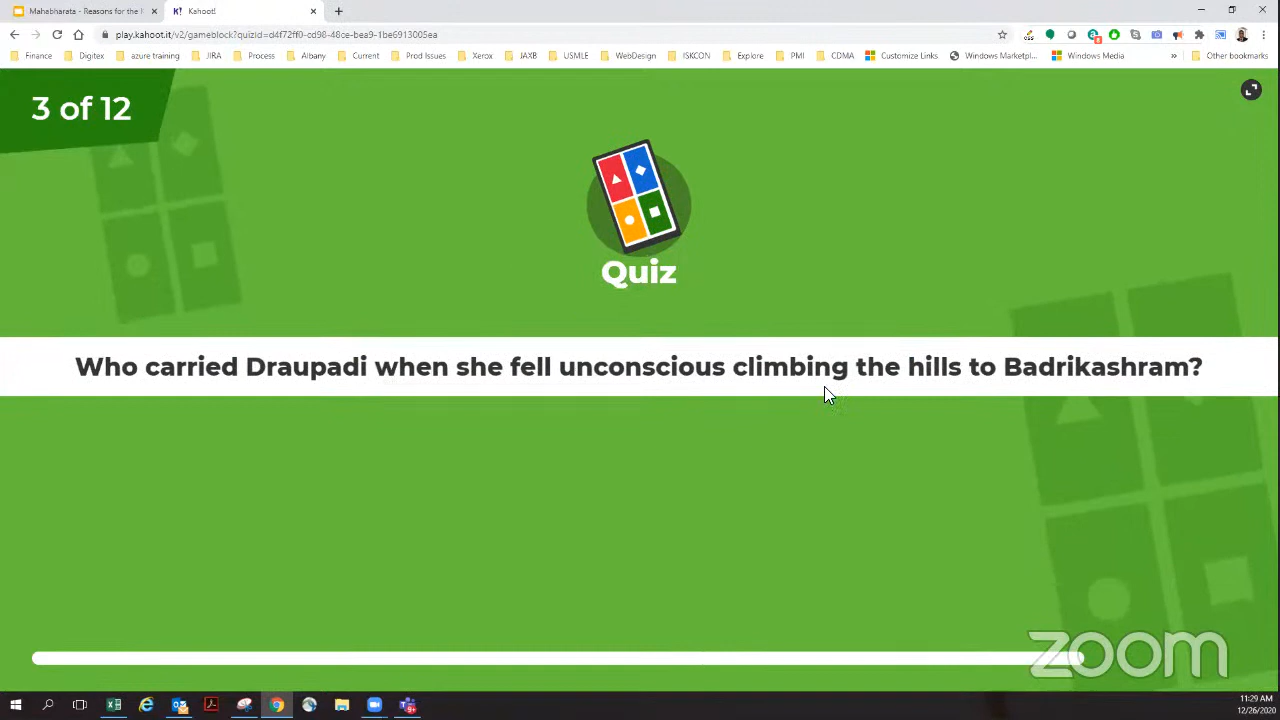 Mahabharata - Reasons for the
Kahoot!
play.kahoot.it/v2/gameblock?quizid=d4f72ff0-cd98-48ce-bea9-1be6913005ea
Finance Digitex azure training JIRA Process Albany Current Prod Issues Xerox JAXB USMLE WebDesign ISKCON Explore PMI CDMA Customize Links Windows Marketpl... Windows Media » Other bookmarks
3 of 12
Quiz
Who carried Draupadi when she fell unconscious climbing the hills to Badrikashram?
zoom
11:29 AM
12/26/2020